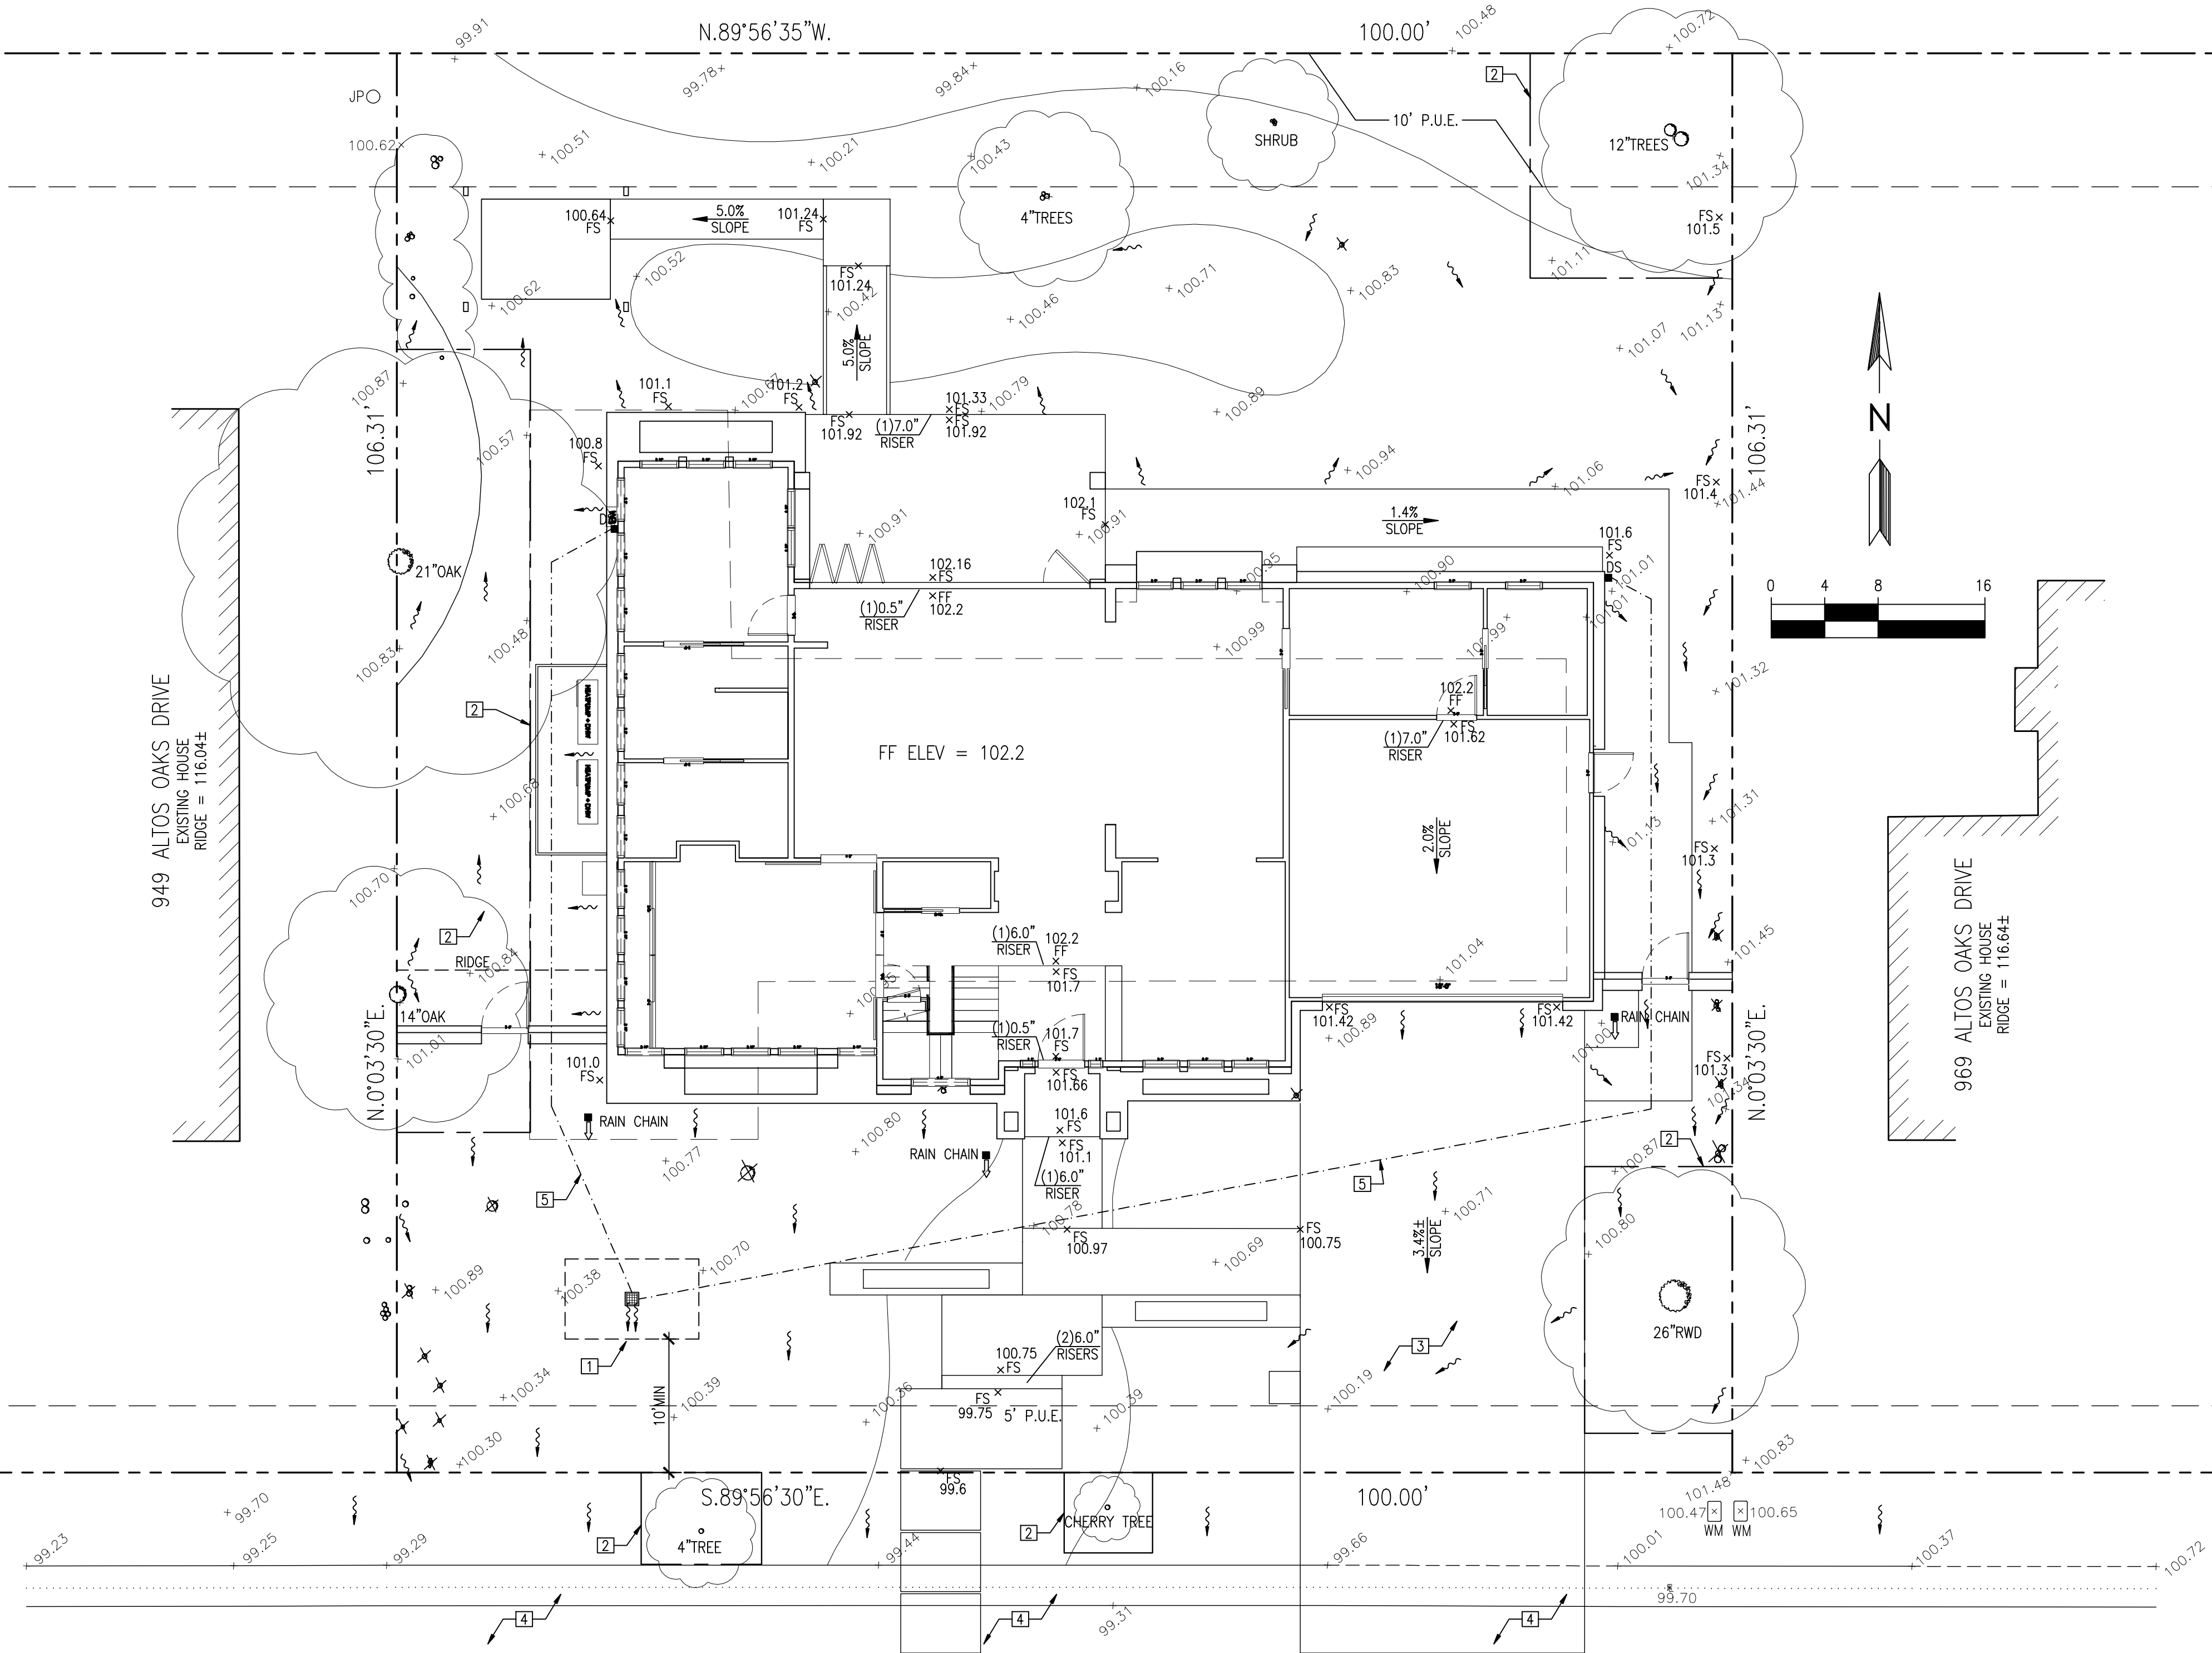 N.89°56'35"W.
100.00'
99.91
99.78
99.84
100.16
100.48
100.72
JP
100.62
100.51
100.21
100.43
SHRUB
10' P.U.E.
2
12"TREES
101.34
4"TREES
100.64
FS
5.0%
SLOPE
101.24
FS
FS
101.5
100.62
100.52
FS
101.24
100.42
100.46
100.71
100.83
101.11
101.07
101.13
5.0%
SLOPE
100.87
106.31'
100.57
101.1
FS
100.67
101.2
FS
101.33
FS
FS
101.92
100.79
FS
101.92
(1)7.0"
RISER
100.89
106.31'
N
100.8
FS
100.94
101.06
FS
101.4
101.44
102.1
FS
1.4%
SLOPE
100.91
100.91
101.6
FS
DS
101.01
101.01
0 4 8 16
21"OAK
102.16
FS
FF
102.2
(1)0.5"
RISER
100.95
100.90
100.48
100.83
100.99
100.99
101.32
949 ALTOS OAKS DRIVE
EXISTING HOUSE
RIDGE = 116.04±
2
HEATPUMP + DHW
HEATPUMP + DHW
102.2
FF
FS
101.62
(1)7.0"
RISER
FF ELEV = 102.2
100.68
2.0%
SLOPE
101.31
101.13
FS
101.3
100.70
2
RIDGE
100.84
(1)6.0"
RISER
102.2
FF
FS
101.7
101.04
101.45
969 ALTOS OAKS DRIVE
EXISTING HOUSE
RIDGE = 116.64±
100.95
14"OAK
101.01
N.0°03'30"E.
(1)0.5"
RISER
101.7
FS
FS
101.66
FS
101.42
100.89
FS
101.42
RAIN CHAIN
101.00
FS
101.3
101.34
N.0°03'30"E.
101.0
FS
RAIN CHAIN
100.80
101.6
FS
FS
101.1
RAIN CHAIN
(1)6.0"
RISER
100.77
2
100.87
5
5
100.78
FS
100.97
FS
100.75
100.71
3.4%±
SLOPE
100.80
100.89
100.38
100.70
100.69
26"RWD
1
10'MIN
(2)6.0"
RISERS
100.75
FS
3
100.34
100.39
100.36
FS
99.75
5' P.U.E.
100.39
100.19
100.30
100.83
S.89°56'30"E.
FS
99.6
100.00'
101.48
99.70
100.47
WM
WM
100.65
2
4"TREE
2
CHERRY TREE
99.23
99.25
99.29
99.44
99.66
100.01
100.37
100.72
99.70
4
4
99.31
4